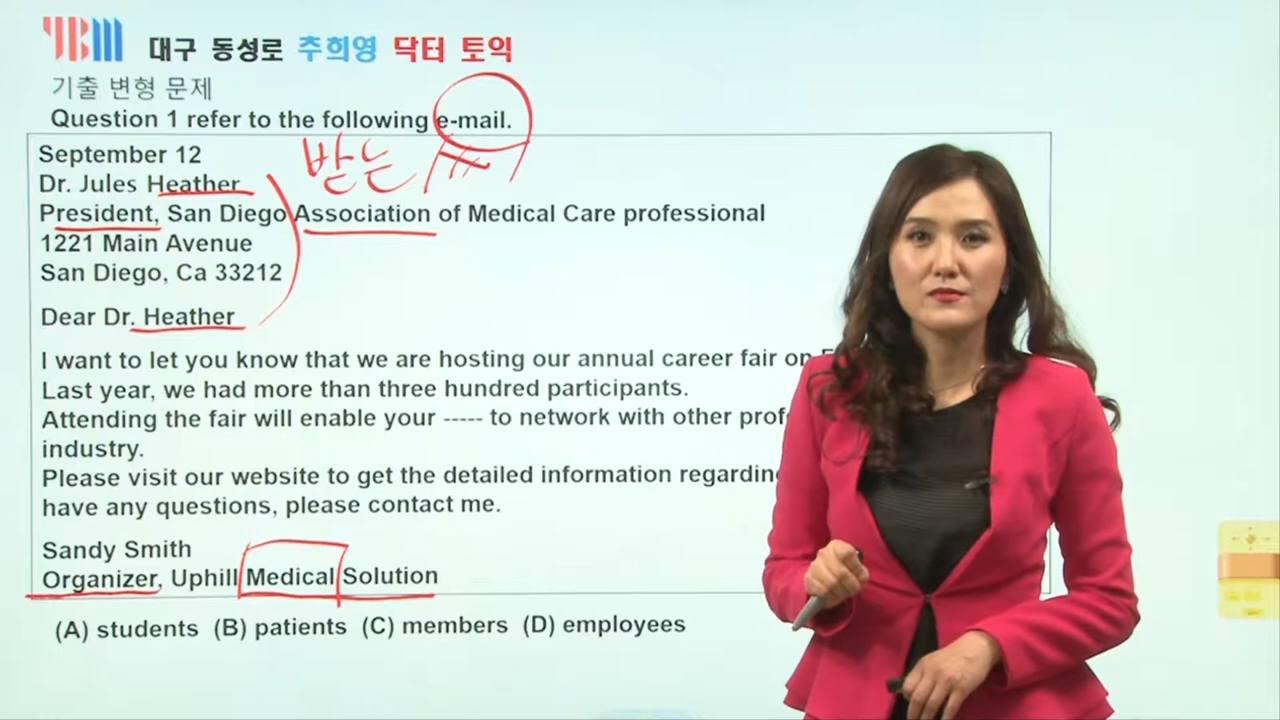 YBM 대구 동성로 추희영 닥터 토익
기출 변형 문제
Question 1 refer to the following e-mail.
September 12
받는
Dr. Jules Heather
President, San Diego Association of Medical Care professional
1221 Main Avenue
San Diego, Ca 33212
Dear Dr. Heather
I want to let you know that we are hosting our annual career fair on
Last year, we had more than three hundred participants.
Attending the fair will enable your ----- to network with other
industry.
Please visit our website to get the detailed information
have any questions, please contact me.
Sandy Smith
Organizer, Uphill Medical Solution
(A) students (B) patients (C) members (D) employees